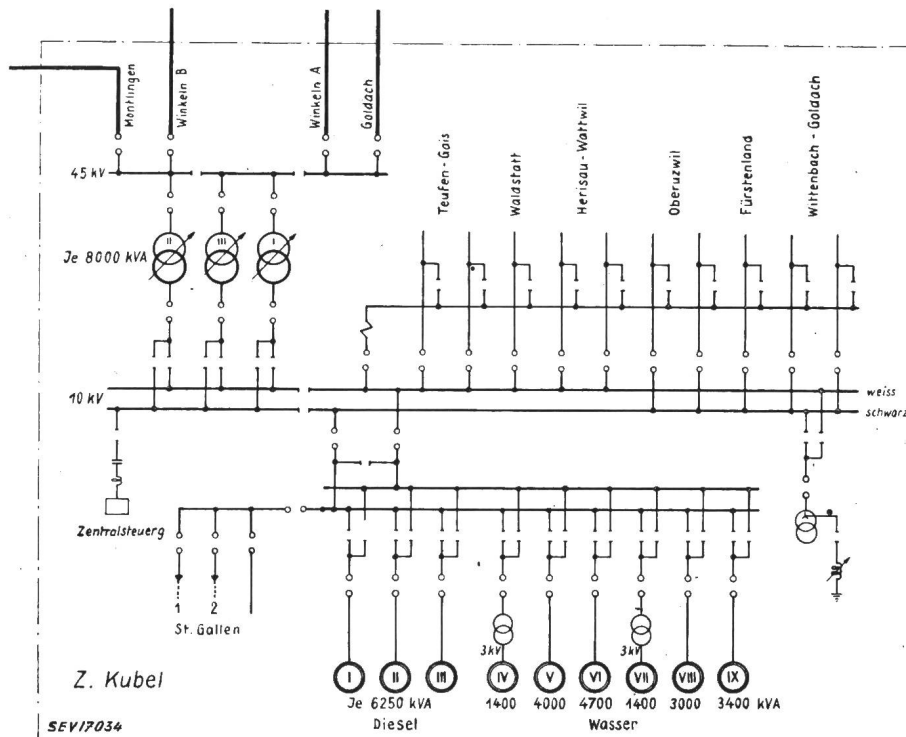 Montlingen
Winkeln B
Winkeln A
Goldach
45 kV
Teufen-Gais
Waldstatt
Herisau-Wattwil
Oberuzwil
Fürstenland
Wittenbach-Goldach
II
III
I
Je 8000 kVA
10 kV
weiss
schwarz
Zentralsteuerg
1
2
St. Gallen
3kV
3kV
I
II
III
IV
V
VI
VII
VIII
IX
Je 6250 kVA
1400
4000
4700
1400
3000
3400 kVA
Diesel
Wasser
Z. Kubel
SEV17034